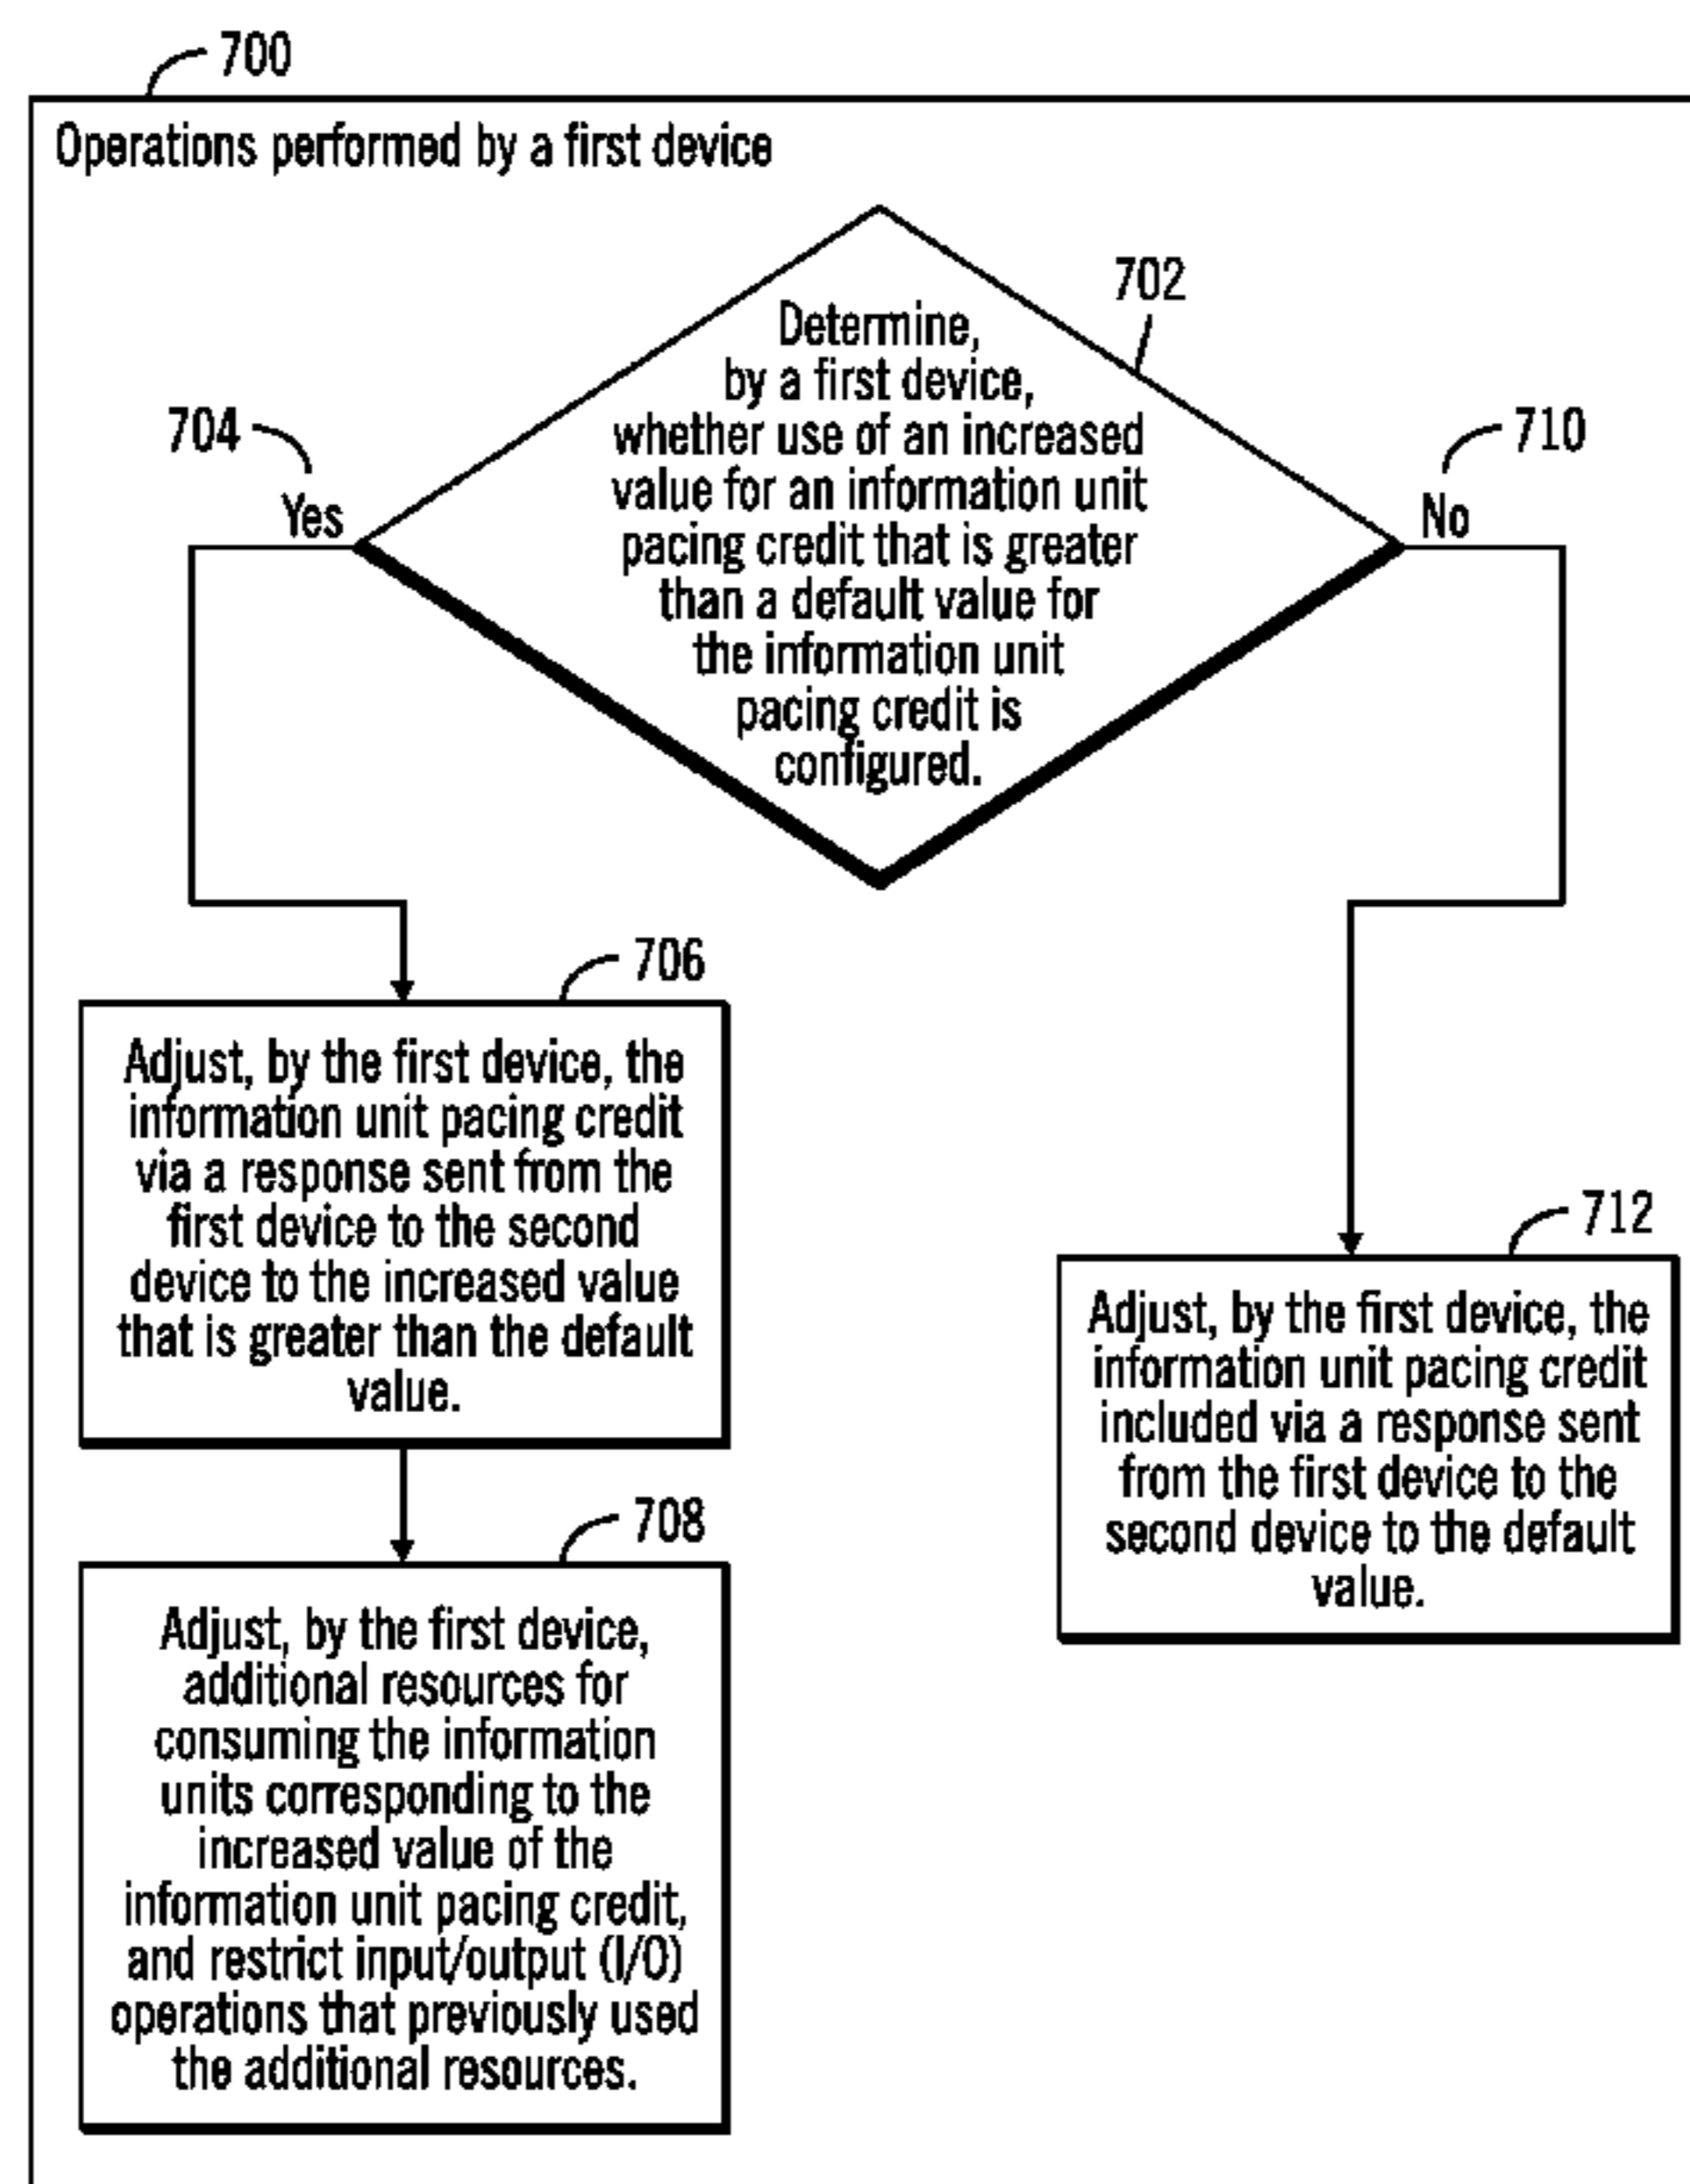 700
Operations performed by a first device
702
Determine,
by a first device,
whether use of an increased
value for an information unit
pacing credit that is greater
than a default value for
the information unit
pacing credit is
configured.
704
Yes
710
No
706
Adjust, by the first device, the
information unit pacing credit
via a response sent from the
first device to the second
device to the increased value
that is greater than the default
value.
708
Adjust, by the first device,
additional resources for
consuming the information
units corresponding to the
increased value of the
information unit pacing credit,
and restrict input/output (I/O)
operations that previously used
the additional resources.
712
Adjust, by the first device, the
information unit pacing credit
included via a response sent
from the first device to the
second device to the default
value.